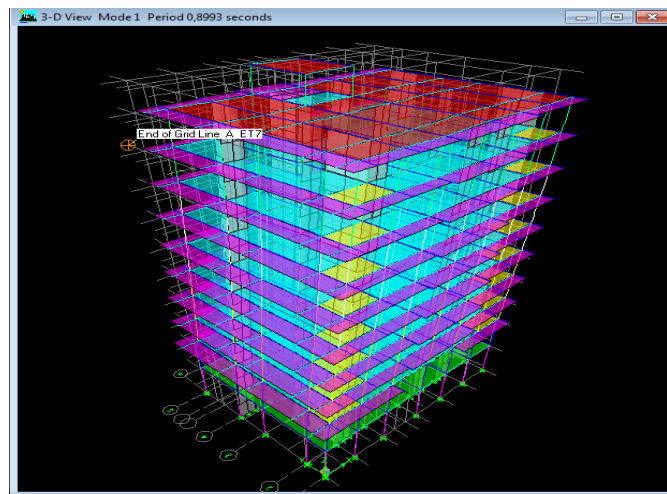 3-D View Mode 1 Period 0,8993 seconds
End of Grid Line A ET7